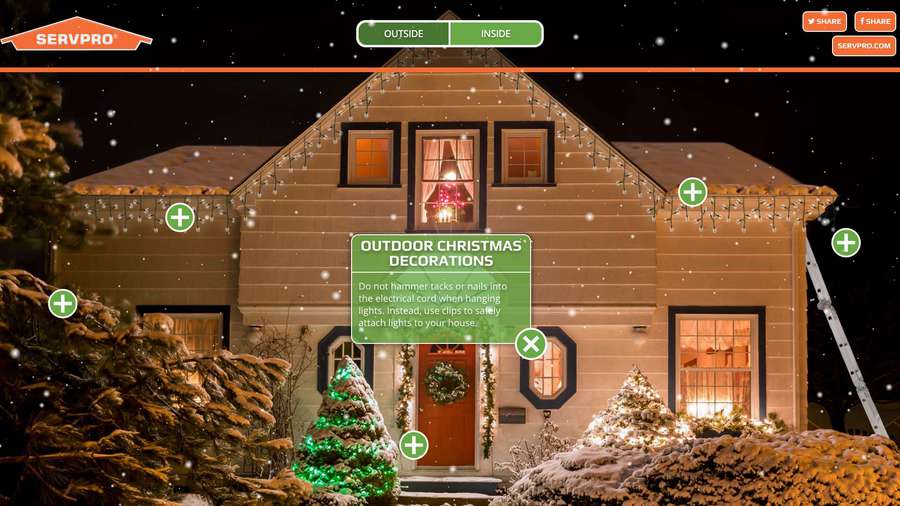 SERVPRO®
OUTSIDE
INSIDE
SHARE
SHARE
SERVPRO.COM
OUTDOOR CHRISTMAS
DECORATIONS
Do not hammer tacks or nails into
the electrical cord when hanging
lights. Instead, use clips to safely
attach lights to your house.